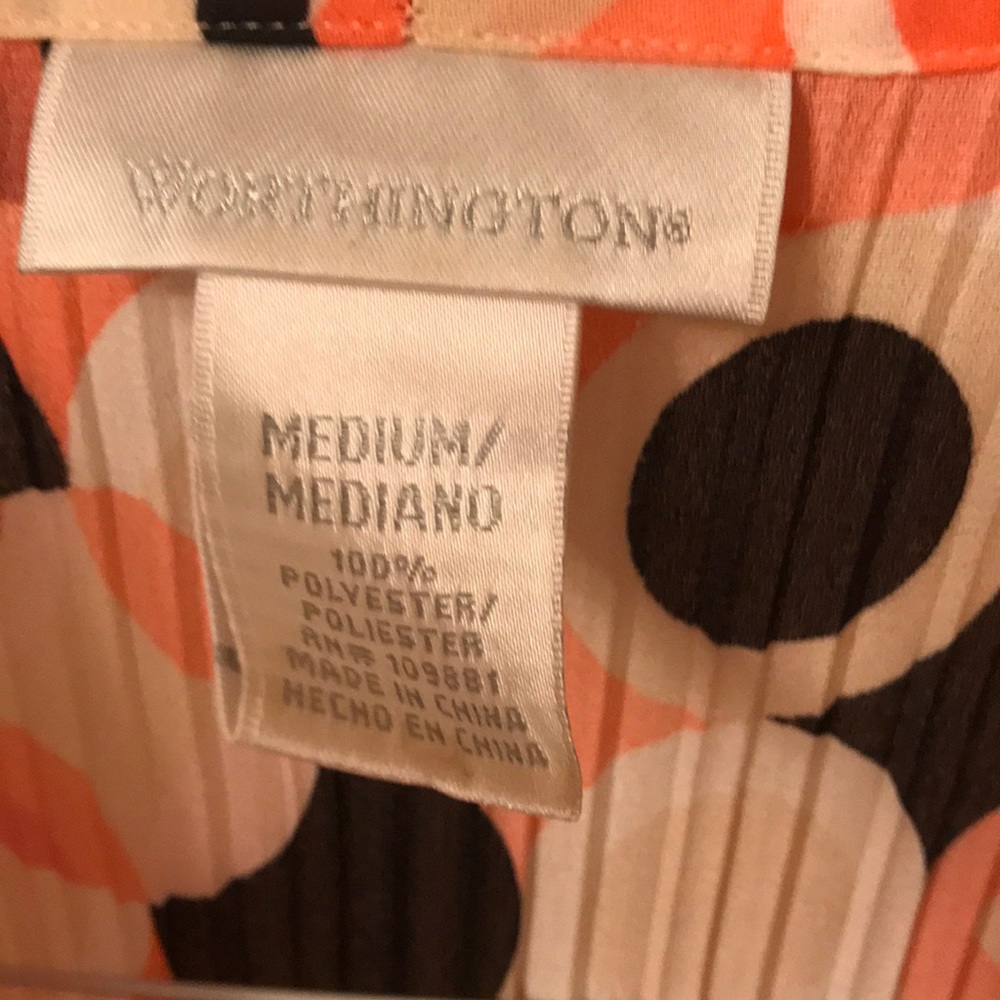 WORTHINGTON®
MEDIUM/
MEDIANO
100%
POLYESTER/
POLIESTER
RN# 109881
MADE IN CHINA
HECHO EN CHINA